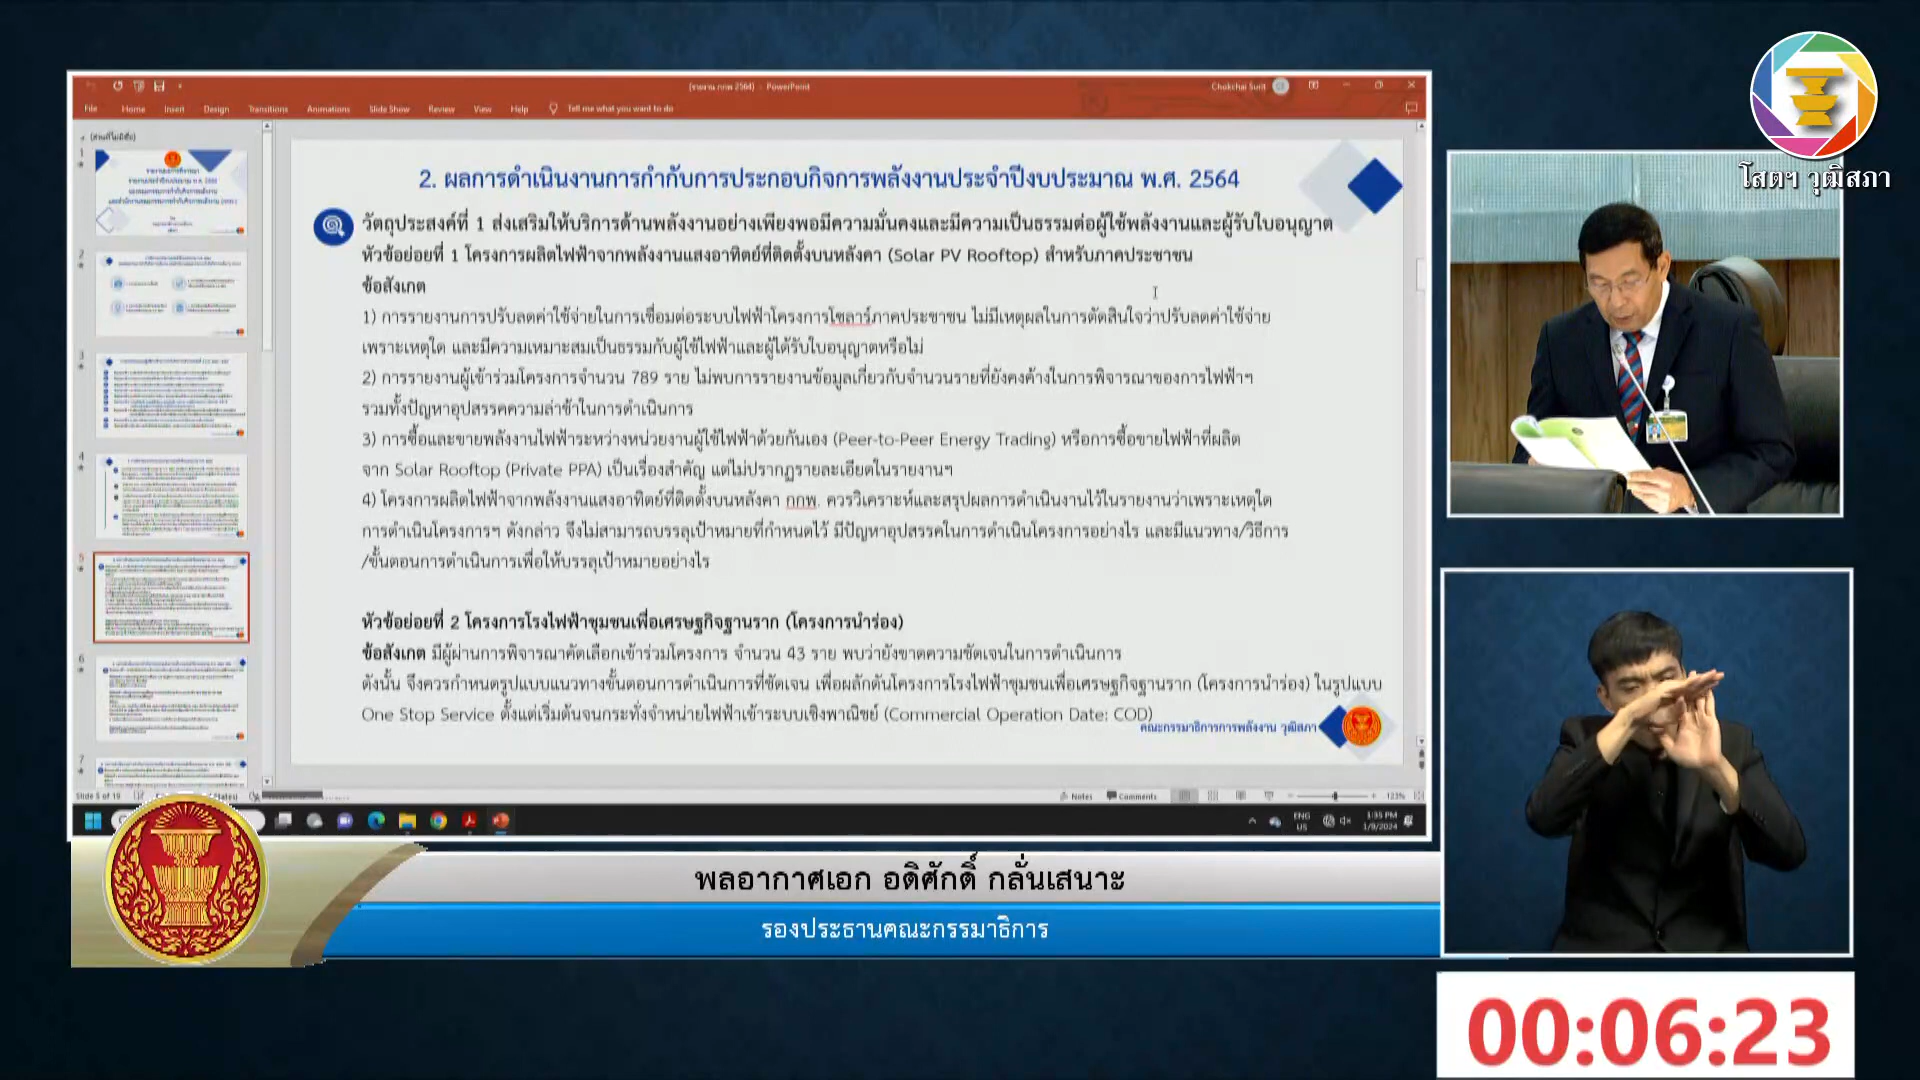 โสตฯ วุฒิสภา
(รายงาน กกพ 2564) - PowerPoint
Chokchai Surit
File Home Insert Design Transitions Animations Slide Show Review View Help Tell me what you want to do
2. ผลการดำเนินงานการกำกับการประกอบกิจการพลังงานประจำปีงบประมาณ พ.ศ. 2564
วัตถุประสงค์ที่ 1 ส่งเสริมให้บริการด้านพลังงานอย่างเพียงพอมีความมั่นคงและมีความเป็นธรรมต่อผู้ใช้พลังงานและผู้รับใบอนุญาต
หัวข้อย่อยที่ 1 โครงการผลิตไฟฟ้าจากพลังงานแสงอาทิตย์ที่ติดตั้งบนหลังคา (Solar PV Rooftop) สำหรับภาคประชาชน
ข้อสังเกต
1) การรายงานการปรับลดค่าใช้จ่ายในการเชื่อมต่อระบบไฟฟ้าโครงการโซลาร์ภาคประชาชน ไม่มีเหตุผลในการตัดสินใจว่าปรับลดค่าใช้จ่าย
เพราะเหตุใด และมีความเหมาะสมเป็นธรรมกับผู้ใช้ไฟฟ้าและผู้ได้รับใบอนุญาตหรือไม่
2) การรายงานผู้เข้าร่วมโครงการจำนวน 789 ราย ไม่พบการรายงานข้อมูลเกี่ยวกับจำนวนรายที่ยังคงค้างในการพิจารณาของการไฟฟ้าฯ
รวมทั้งปัญหาอุปสรรคความล่าช้าในการดำเนินการ
3) การซื้อและขายพลังงานไฟฟ้าระหว่างหน่วยงานผู้ใช้ไฟฟ้าด้วยกันเอง (Peer-to-Peer Energy Trading) หรือการซื้อขายไฟฟ้าที่ผลิต
จาก Solar Rooftop (Private PPA) เป็นเรื่องสำคัญ แต่ไม่ปรากฏรายละเอียดในรายงานฯ
4) โครงการผลิตไฟฟ้าจากพลังงานแสงอาทิตย์ที่ติดตั้งบนหลังคา กกพ. ควรวิเคราะห์และสรุปผลการดำเนินงานไว้ในรายงานว่าเพราะเหตุใด
การดำเนินโครงการฯ ดังกล่าว จึงไม่สามารถบรรลุเป้าหมายที่กำหนดไว้ มีปัญหาอุปสรรคในการดำเนินโครงการอย่างไร และมีแนวทาง/วิธีการ
/ขั้นตอนการดำเนินการเพื่อให้บรรลุเป้าหมายอย่างไร
หัวข้อย่อยที่ 2 โครงการโรงไฟฟ้าชุมชนเพื่อเศรษฐกิจฐานราก (โครงการนำร่อง)
ข้อสังเกต มีผู้ผ่านการพิจารณาคัดเลือกเข้าร่วมโครงการ จำนวน 43 ราย พบว่ายังขาดความชัดเจนในการดำเนินการ
ดังนั้น จึงควรกำหนดรูปแบบแนวทางขั้นตอนการดำเนินการที่ชัดเจน เพื่อผลักดันโครงการโรงไฟฟ้าชุมชนเพื่อเศรษฐกิจฐานราก (โครงการนำร่อง) ในรูปแบบ
One Stop Service ตั้งแต่เริ่มต้นจนกระทั่งจำหน่ายไฟฟ้าเข้าระบบเชิงพาณิชย์ (Commercial Operation Date: COD)
คณะกรรมาธิการการพลังงาน วุฒิสภา
Slide 5 of 19
Notes Comments 123%
ENG
US
1:35 PM
1/9/2024
พลอากาศเอก อดิศักดิ์ กลั่นเสนาะ
รองประธานคณะกรรมาธิการ
00:06:23